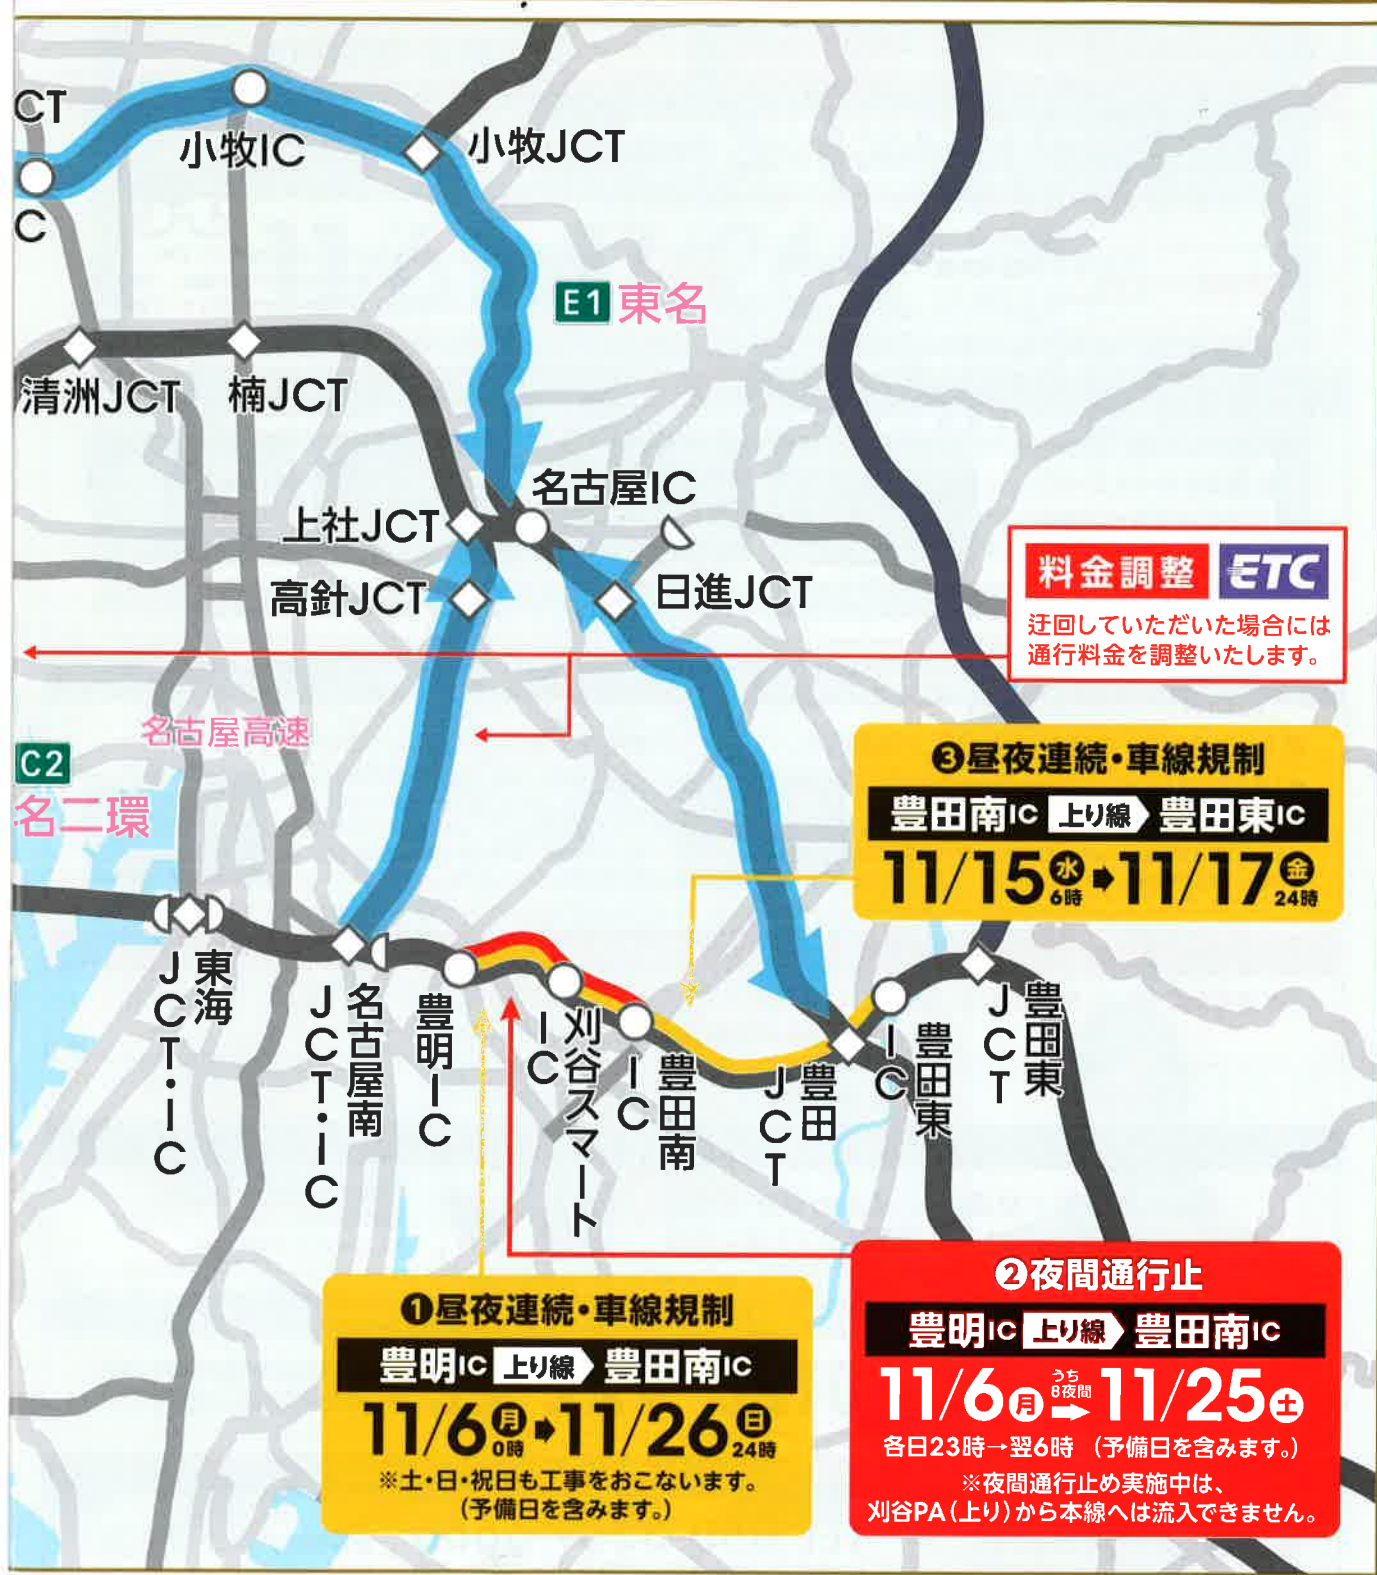 CT
小牧IC
小牧JCT
C
E1 東名
清洲JCT
楠JCT
名古屋IC
上社JCT
高針JCT
日進JCT
料金調整 ETC
迂回していただいた場合には
通行料金を調整いたします。
名古屋高速
C2
名二環
❸昼夜連続・車線規制
豊田南IC 上り線 豊田東IC
11/15水6時➡11/17金24時
東海JCT・IC
名古屋南JCT・IC
豊明IC
刈谷スマートIC
豊田南IC
豊田JCT
豊田東IC
豊田東JCT
❶昼夜連続・車線規制
豊明IC 上り線 豊田南IC
11/6月0時➡11/26日24時
※土・日・祝日も工事をおこないます。
(予備日を含みます。)
❷夜間通行止
豊明IC 上り線 豊田南IC
11/6月 うち8夜間➡11/25土
各日23時→翌6時 (予備日を含みます。)
※夜間通行止め実施中は、
刈谷PA(上り)から本線へは流入できません。